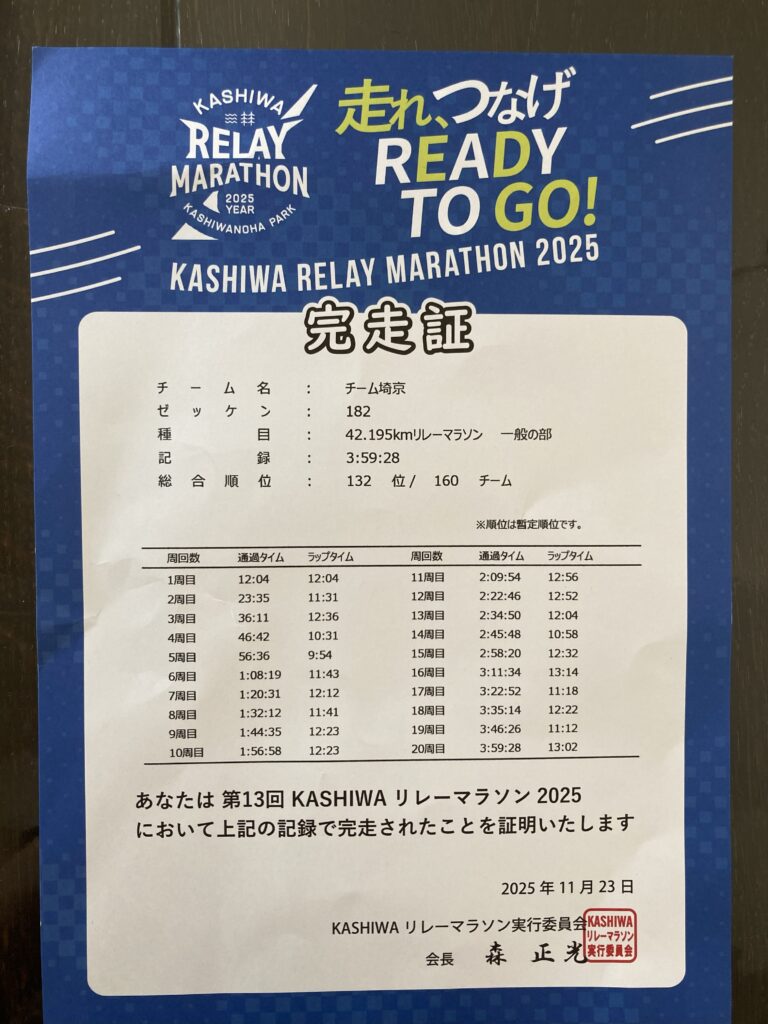 KASHIWA
RELAY
MARATHON
2025
YEAR
KASHIWANOHA PARK
走れ、つなげ
READY
TO GO!
KASHIWA RELAY MARATHON 2025
完走証
チーム名 : チーム埼京
ゼッケン : 182
種目 : 42.195kmリレーマラソン 一般の部
記録 : 3:59:28
総合順位 : 132 位/ 160 チーム
※順位は暫定順位です。
周回数 通過タイム ラップタイム 周回数 通過タイム ラップタイム
1周目 12:04 12:04 11周目 2:09:54 12:56
2周目 23:35 11:31 12周目 2:22:46 12:52
3周目 36:11 12:36 13周目 2:34:50 12:04
4周目 46:42 10:31 14周目 2:45:48 10:58
5周目 56:36 9:54 15周目 2:58:20 12:32
6周目 1:08:19 11:43 16周目 3:11:34 13:14
7周目 1:20:31 12:12 17周目 3:22:52 11:18
8周目 1:32:12 11:41 18周目 3:35:14 12:22
9周目 1:44:35 12:23 19周目 3:46:26 11:12
10周目 1:56:58 12:23 20周目 3:59:28 13:02
あなたは 第13回 KASHIWA リレーマラソン 2025
において上記の記録で完走されたことを証明いたします
2025 年 11 月 23 日
KASHIWA リレーマラソン実行委員会
会長 森 正光
KASHIWA
リレーマラソン
実行委員会